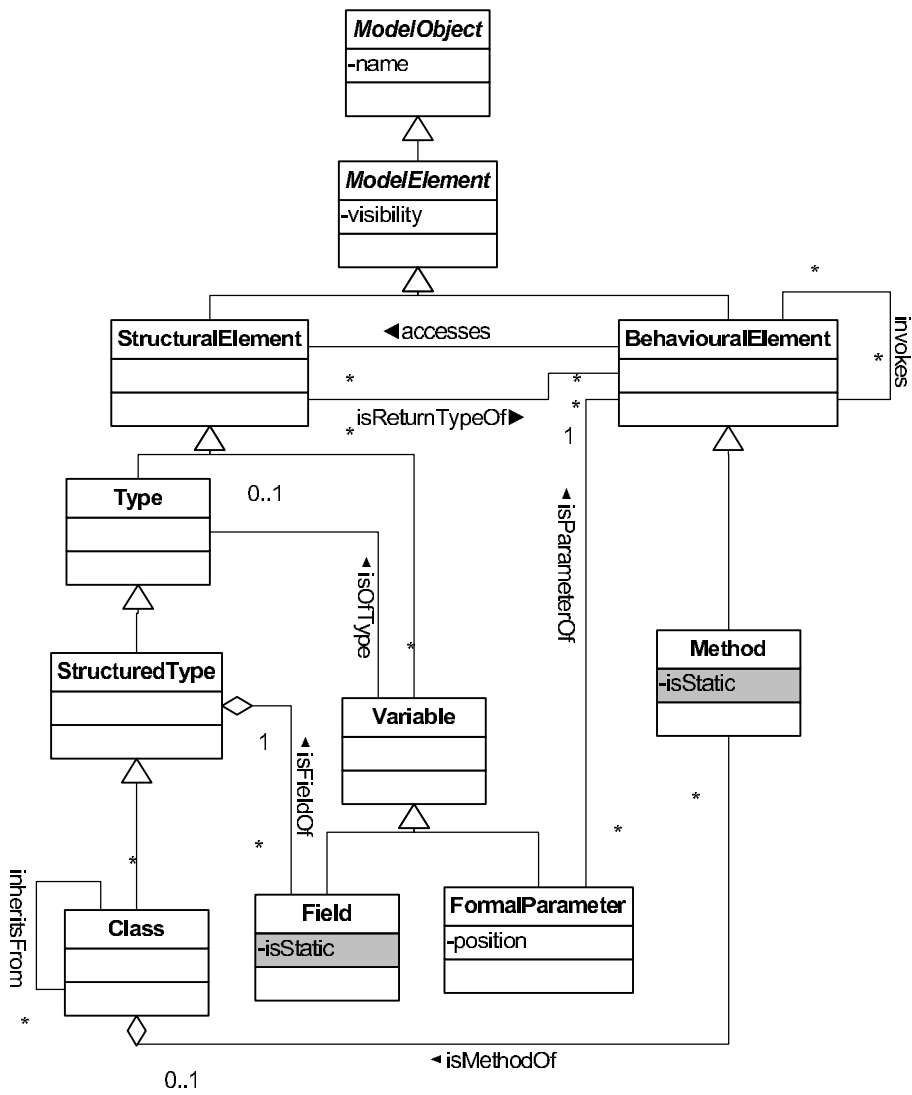 ModelObject
-name
ModelElement
-visibility
*
StructuralElement
◄accesses
BehaviouralElement
invokes
*
*
*
isReturnTypeOf►
*
*
1
Type
0..1
◄isOfType
◄isParameterOf
*
Method
-isStatic
StructuredType
Variable
1
◄isFieldOf
*
*
*
*
inheritsFrom
Class
Field
-isStatic
FormalParameter
-position
*
◄isMethodOf
0..1